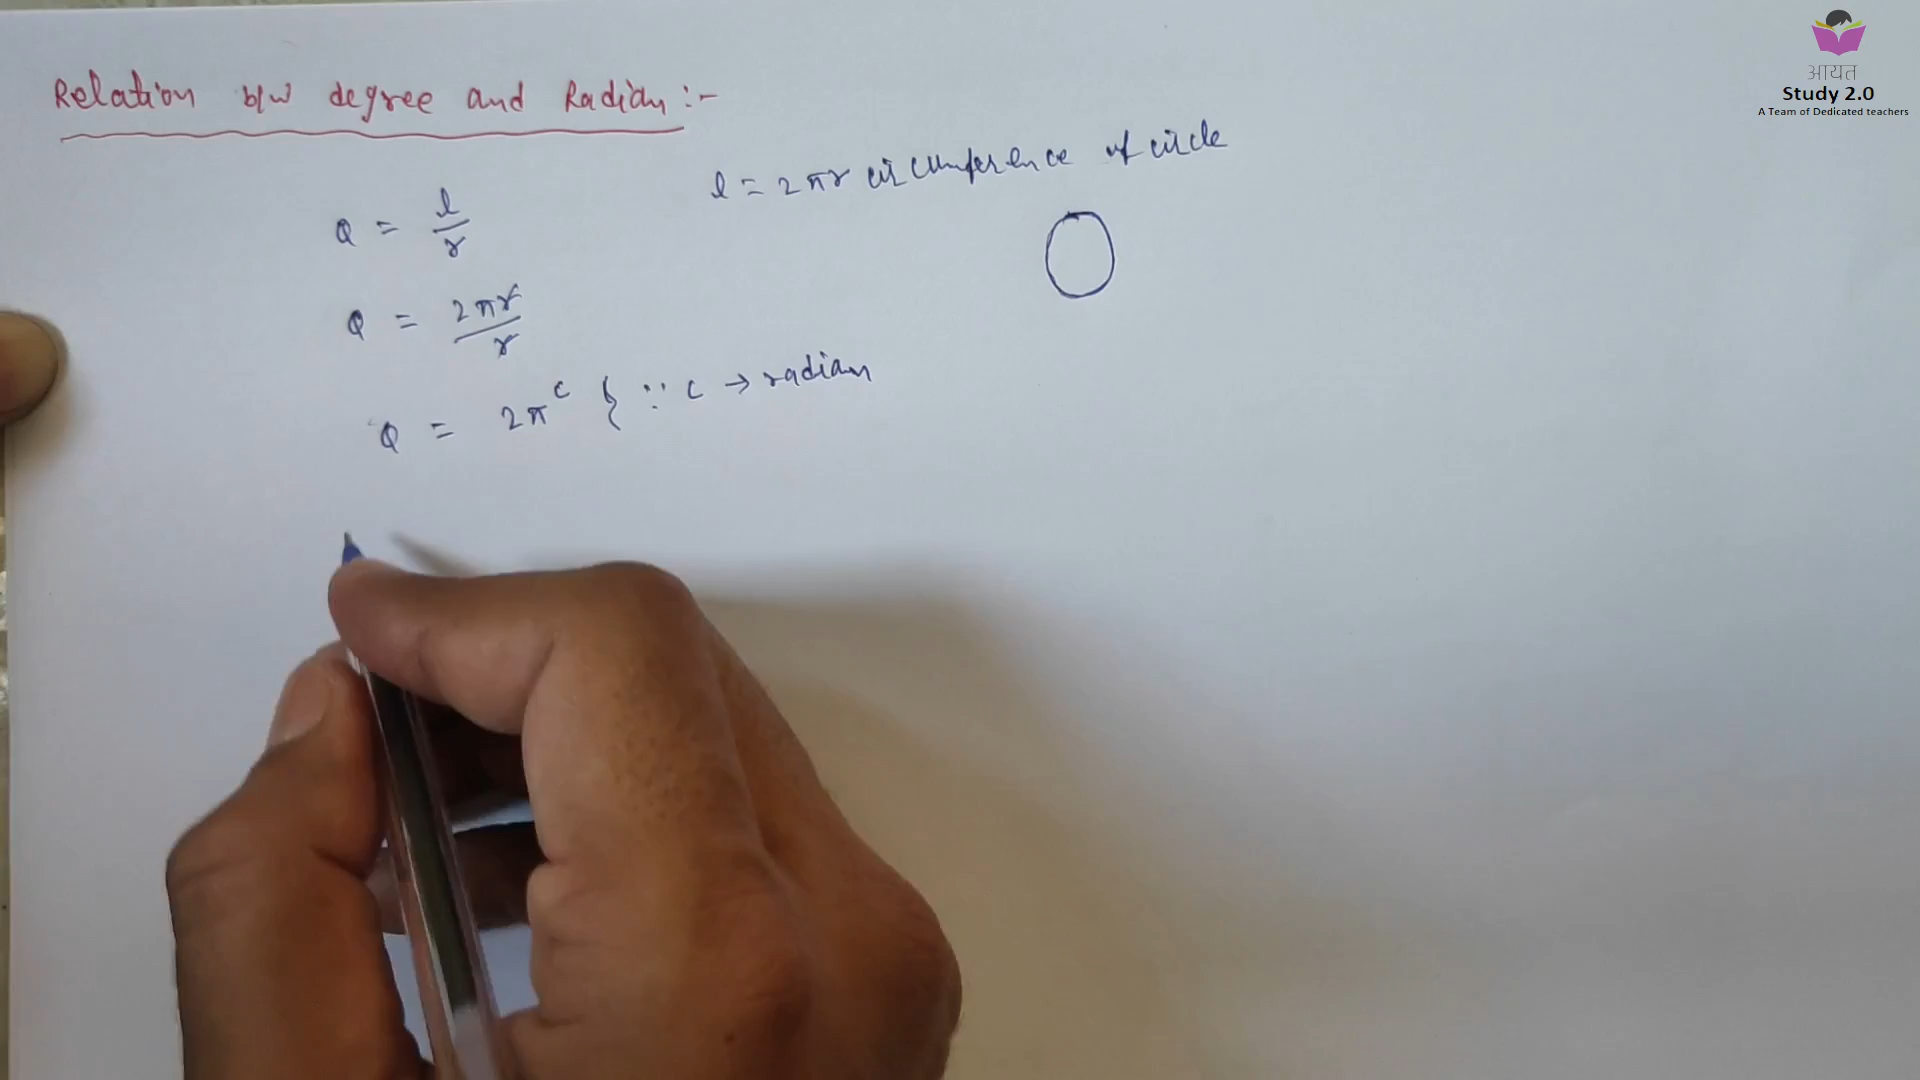 Relation b/w degree and Radian :-
l = 2πr circumference of circle
θ = l/r
θ = 2πr/r
θ = 2π^c { ∵ c → radian
आयत
Study 2.0
A Team of Dedicated teachers